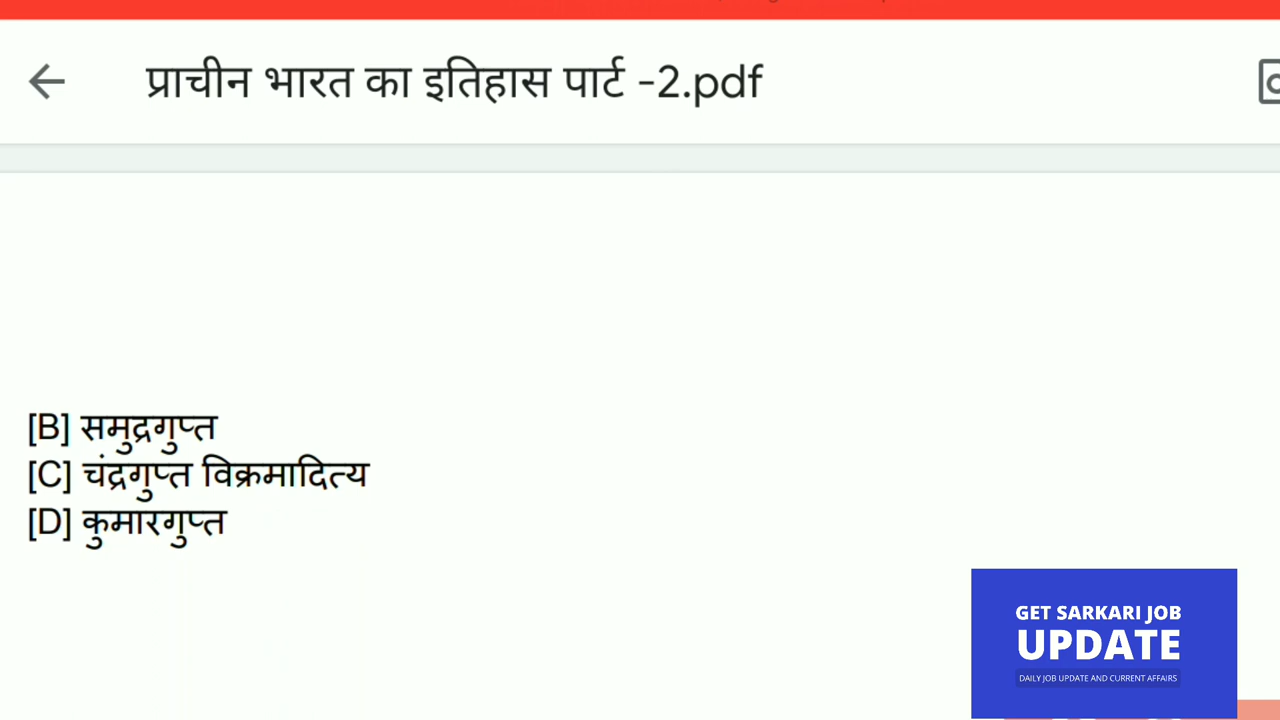 प्राचीन भारत का इतिहास पार्ट -2.pdf
[B] समुद्रगुप्त
[C] चंद्रगुप्त विक्रमादित्य
[D] कुमारगुप्त
GET SARKARI JOB
UPDATE
DAILY JOB UPDATE AND CURRENT AFFAIRS